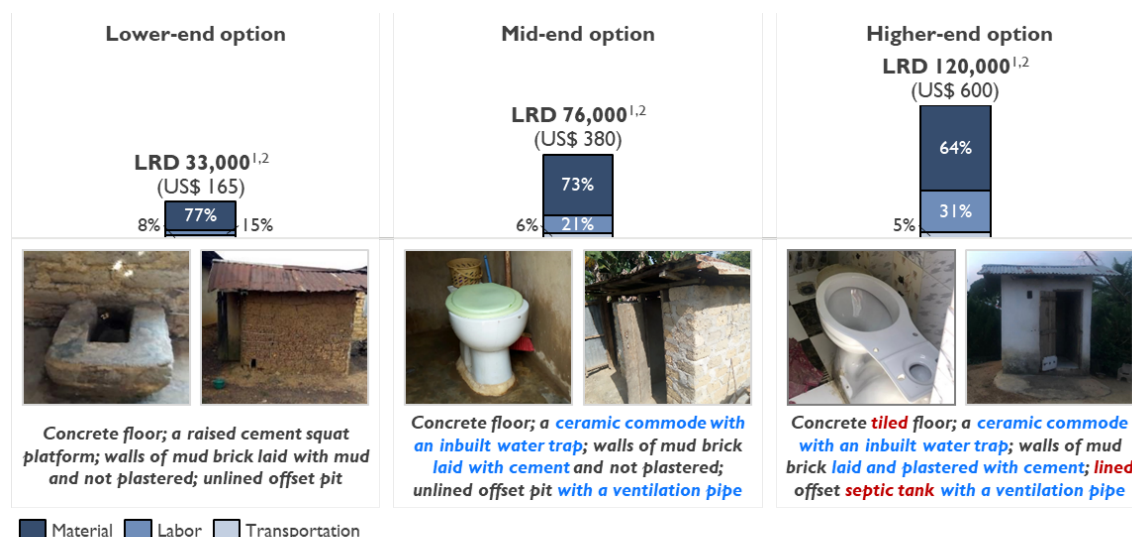 Lower-end option
LRD 33,0001,2
(US$ 165)
77%
8%
15%
Concrete floor; a raised cement squat
platform; walls of mud brick laid with mud
and not plastered; unlined offset pit
Mid-end option
LRD 76,0001,2
(US$ 380)
73%
6%
21%
Concrete floor; a ceramic commode with
an inbuilt water trap; walls of mud brick
laid with cement and not plastered;
unlined offset pit with a ventilation pipe
Higher-end option
LRD 120,0001,2
(US$ 600)
64%
31%
5%
Concrete tiled floor; a ceramic commode
with an inbuilt water trap; walls of mud
brick laid and plastered with cement; lined
offset septic tank with a ventilation pipe
Material Labor Transportation